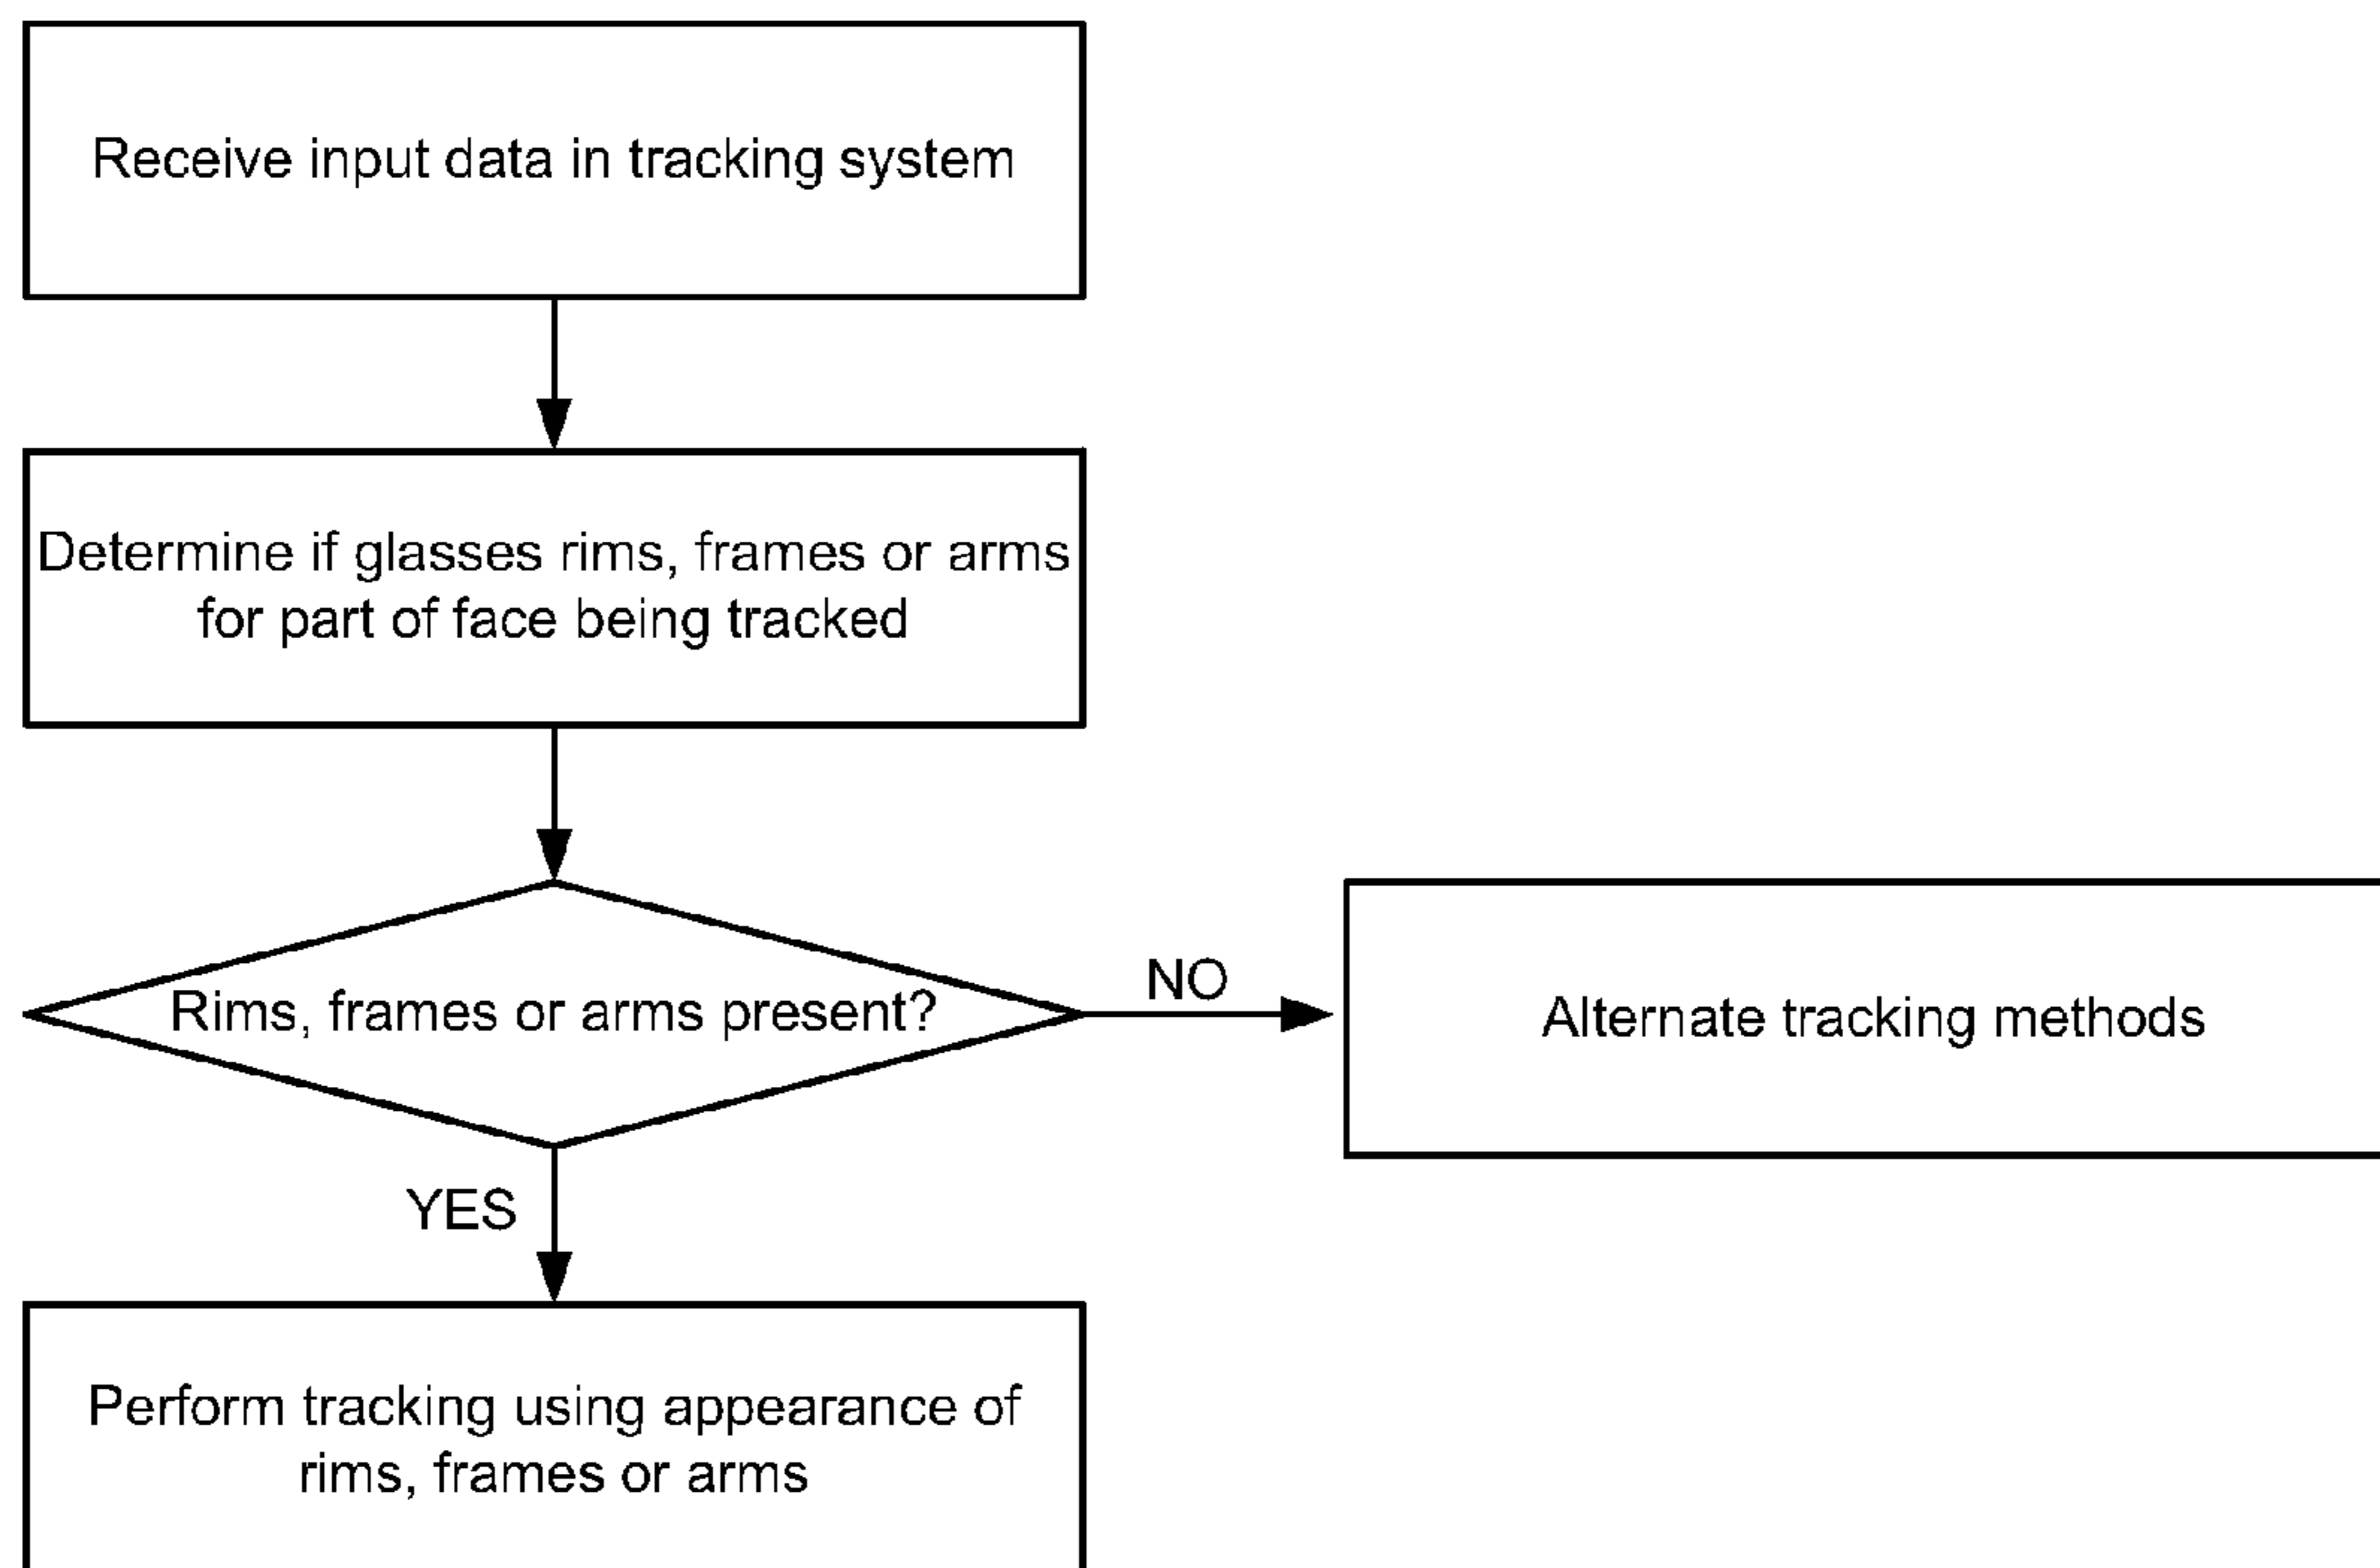 Receive input data in tracking system
Determine if glasses rims, frames or arms
for part of face being tracked
Rims, frames or arms present?
NO
Alternate tracking methods
YES
Perform tracking using appearance of
rims, frames or arms